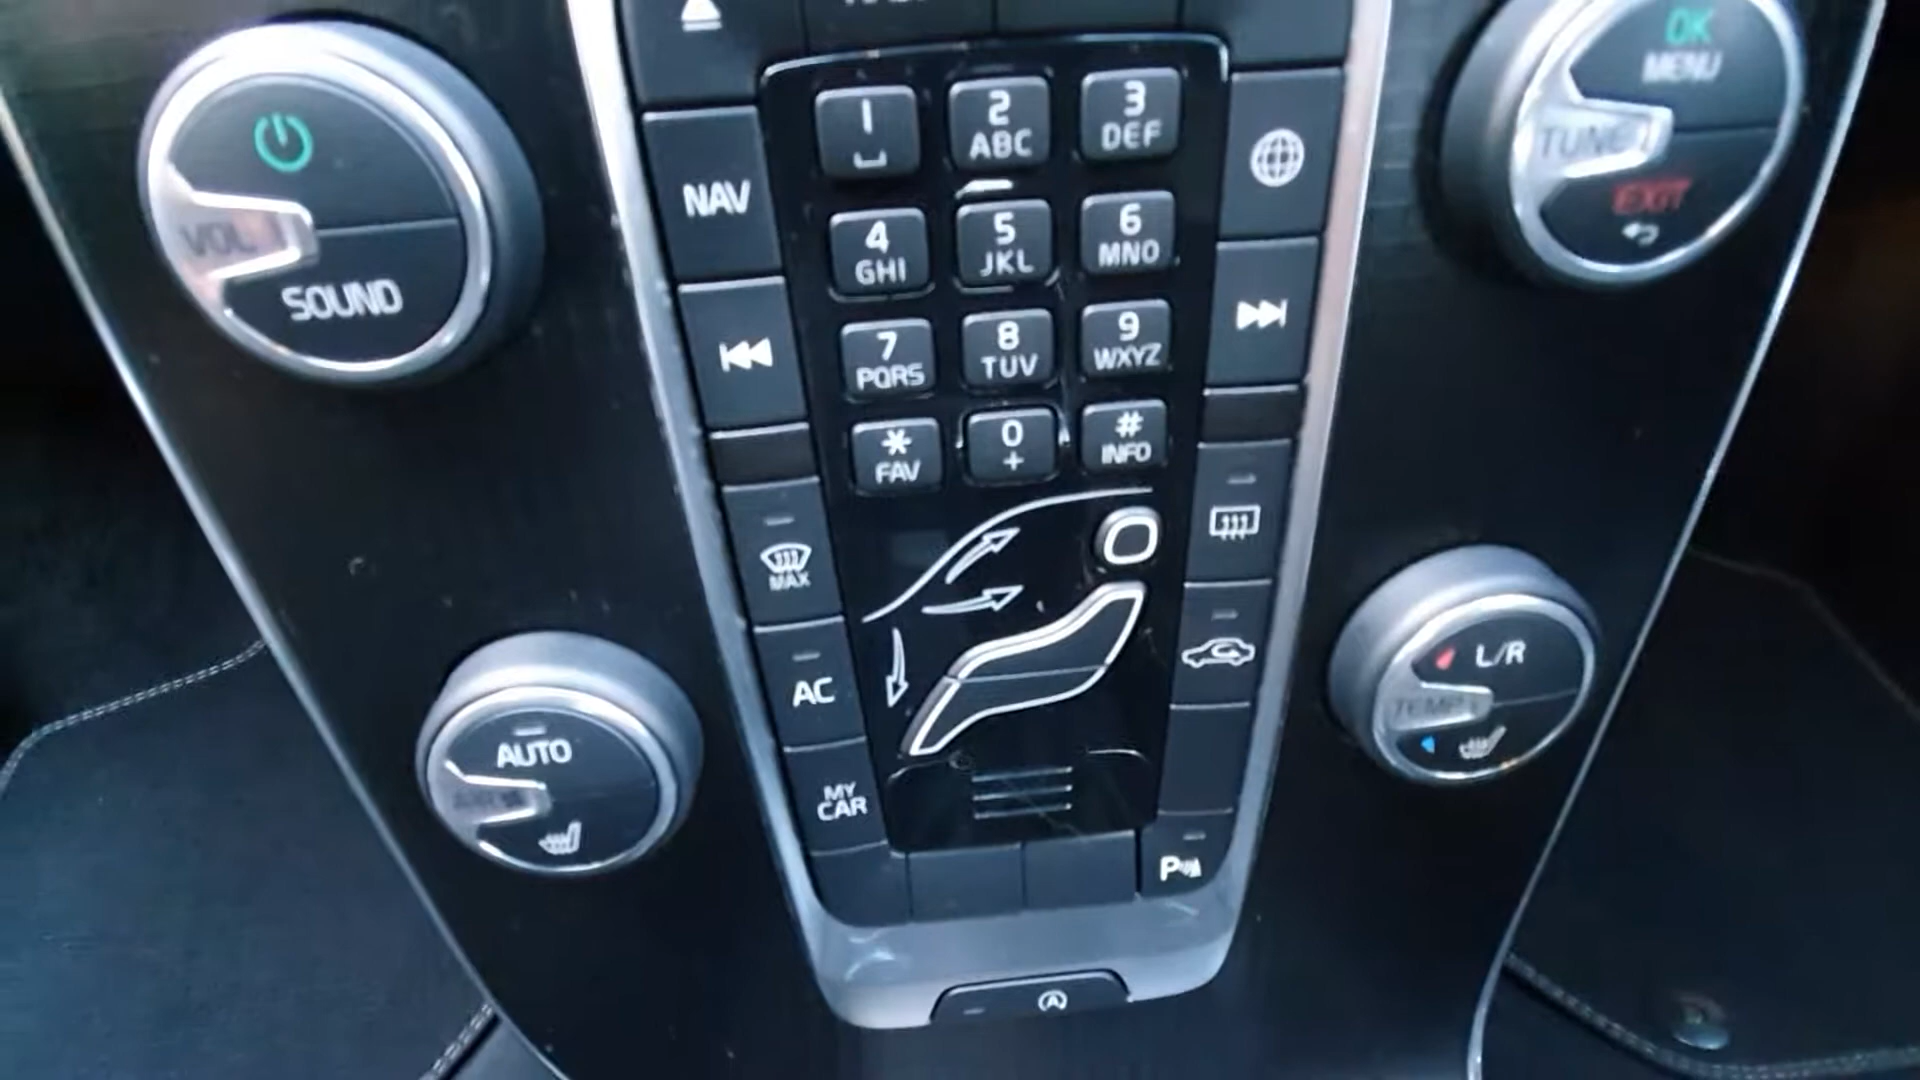 OK
MENU
TUNE
EXIT
VOL
SOUND
1
2
ABC
3
DEF
NAV
4
GHI
5
JKL
6
MNO
7
PQRS
8
TUV
9
WXYZ
*
FAV
0
+
#
INFO
MAX
AC
MY
CAR
AUTO
L/R
TEMP
P
A